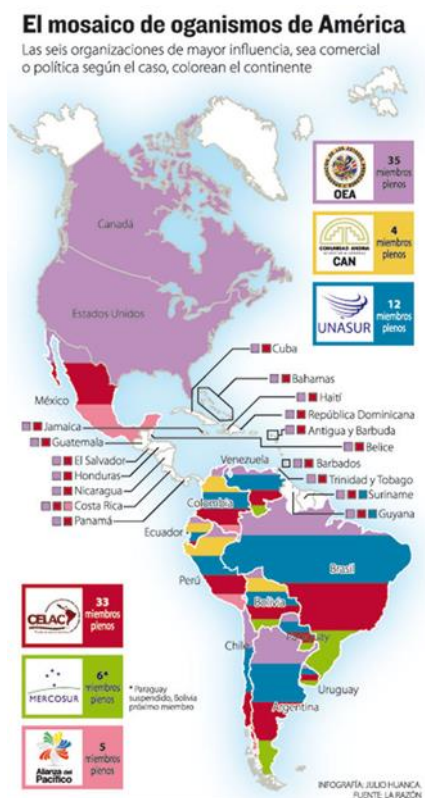 El mosaico de oganismos de América
Las seis organizaciones de mayor influencia, sea comercial
o política según el caso, colorean el continente
OEA
35
miembros
plenos
COMUNIDAD ANDINA
CAN
4
miembros
plenos
UNASUR
12
miembros
plenos
Canadá
Estados Unidos
México
Cuba
Bahamas
Haití
República Dominicana
Antigua y Barbuda
Belice
Jamaica
Guatemala
El Salvador
Honduras
Nicaragua
Costa Rica
Panamá
Venezuela
Barbados
Trinidad y Tobago
Suriname
Guyana
Colombia
Ecuador
Perú
Brasil
Bolivia
Chile
Paraguay
Uruguay
Argentina
CELAC
33
miembros
plenos
MERCOSUR
6*
miembros
plenos
* Paraguay
suspendido, Bolivia
próximo miembro
Alianza del
Pacífico
5
miembros
plenos
INFOGRAFÍA: JULIO HUANCA.
FUENTE: LA RAZÓN